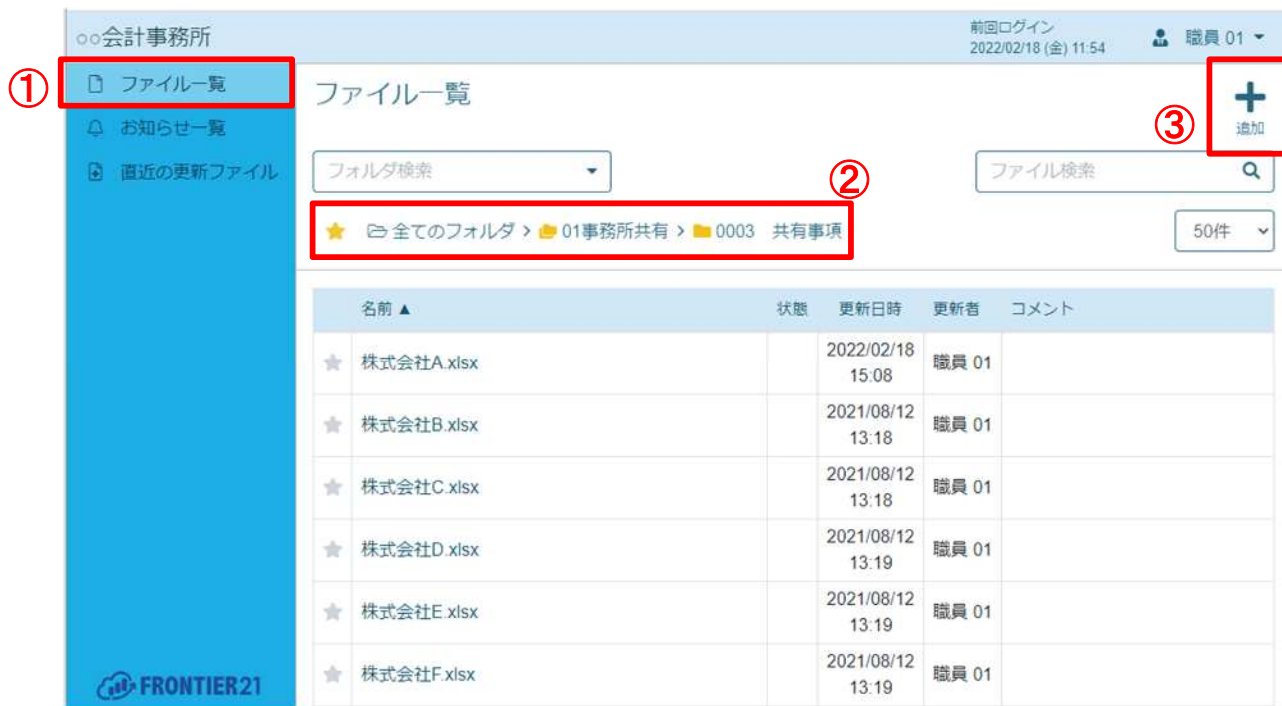 ○○会計事務所
前回ログイン
2022/02/18 (金) 11:54
職員 01
①
ファイル一覧
お知らせ一覧
直近の更新ファイル
ファイル一覧
③
追加
フォルダ検索
ファイル検索
②
全てのフォルダ > 01事務所共有 > 0003 共有事項
50件
名前▲ 状態 更新日時 更新者 コメント
株式会社A.xlsx 2022/02/18 15:08 職員 01
株式会社B.xlsx 2021/08/12 13:18 職員 01
株式会社C.xlsx 2021/08/12 13:18 職員 01
株式会社D.xlsx 2021/08/12 13:19 職員 01
株式会社E.xlsx 2021/08/12 13:19 職員 01
株式会社F.xlsx 2021/08/12 13:19 職員 01
FRONTIER21